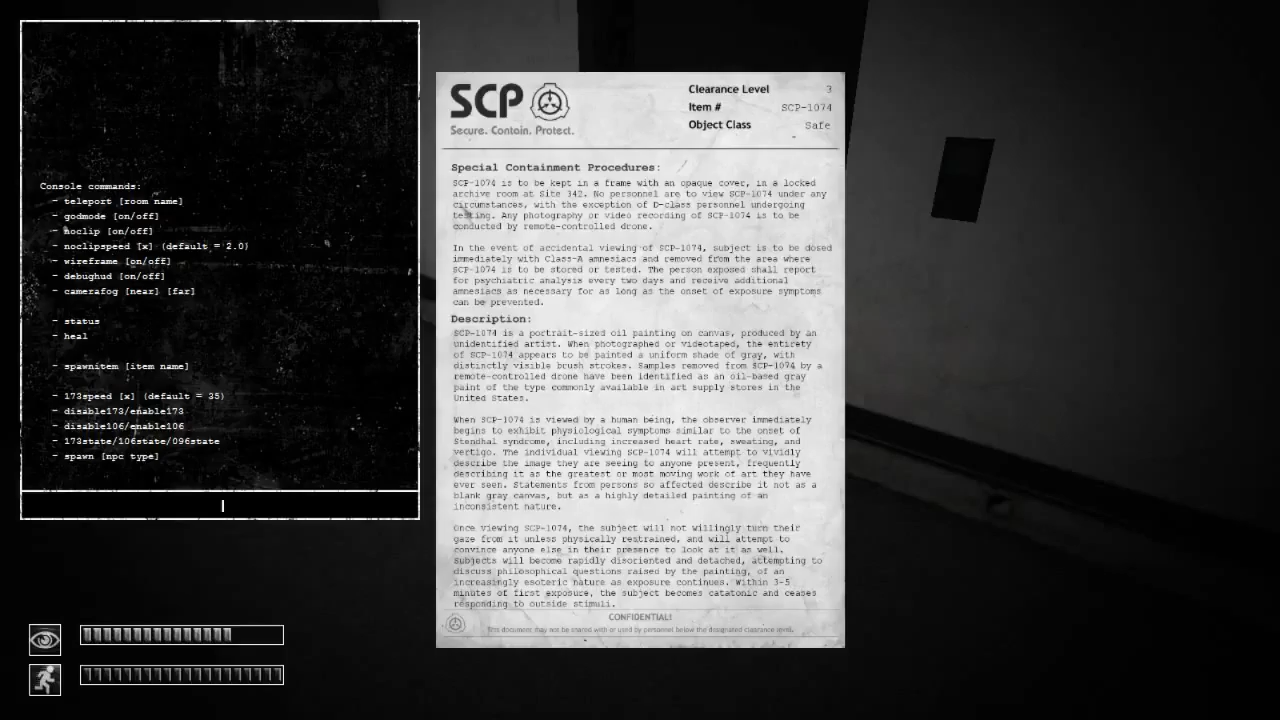 Console commands:
- teleport [room name]
- godmode [on/off]
- noclip [on/off]
- noclipspeed [x] (default = 2.0)
- wireframe [on/off]
- debughud [on/off]
- camerafog [near] [far]
- status
- heal
- spawnitem [item name]
- 173speed [x] (default = 35)
- disable173/enable173
- disable106/enable106
- 173state/106state/096state
- spawn [npc type]
SCP
Secure. Contain. Protect.
Clearance Level 3
Item # SCP-1074
Object Class Safe
Special Containment Procedures:
SCP-1074 is to be kept in a frame with an opaque cover, in a locked
archive room at Site 342. No personnel are to view SCP-1074 under any
circumstances, with the exception of D-class personnel undergoing
testing. Any photography or video recording of SCP-1074 is to be
conducted by remote-controlled drone.
In the event of accidental viewing of SCP-1074, subject is to be dosed
immediately with Class-A amnesiacs and removed from the area where
SCP-1074 is to be stored or tested. The person exposed shall report
for psychiatric analysis every two days and receive additional
amnesiacs as necessary for as long as the onset of exposure symptoms
can be prevented.
Description:
SCP-1074 is a portrait-sized oil painting on canvas, produced by an
unidentified artist. When photographed or videotaped, the entirety
of SCP-1074 appears to be painted a uniform shade of gray, with
distinctly visible brush strokes. Samples removed from SCP-1074 by a
remote-controlled drone have been identified as an oil-based gray
paint of the type commonly available in art supply stores in the
United States.
When SCP-1074 is viewed by a human being, the observer immediately
begins to exhibit physiological symptoms similar to the onset of
Stendhal syndrome, including increased heart rate, sweating, and
vertigo. The individual viewing SCP-1074 will attempt to vividly
describe the image they are seeing to anyone present, frequently
describing it as the greatest or most moving work of art they have
ever seen. Statements from persons so affected describe it not as a
blank gray canvas, but as a highly detailed painting of an
inconsistent nature.
Once viewing SCP-1074, the subject will not willingly turn their
gaze from it unless physically restrained, and will attempt to
convince anyone else in their presence to look at it as well.
Subjects will become rapidly disoriented and detached, attempting to
discuss philosophical questions raised by the painting, of an
increasingly esoteric nature as exposure continues. Within 3-5
minutes of first exposure, the subject becomes catatonic and ceases
responding to outside stimuli.
CONFIDENTIAL!
This document may not be shared with or used by personnel below the designated clearance level.